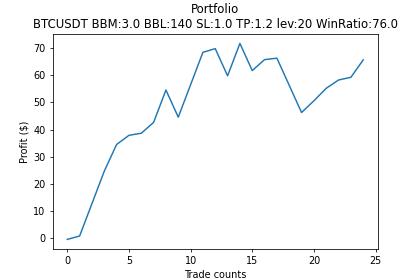 Portfolio
BTCUSDT BBM:3.0 BBL:140 SL:1.0 TP:1.2 lev:20 WinRatio:76.0
70
60
50
40
30
20
10
0
Profit ($)
0 5 10 15 20 25
Trade counts